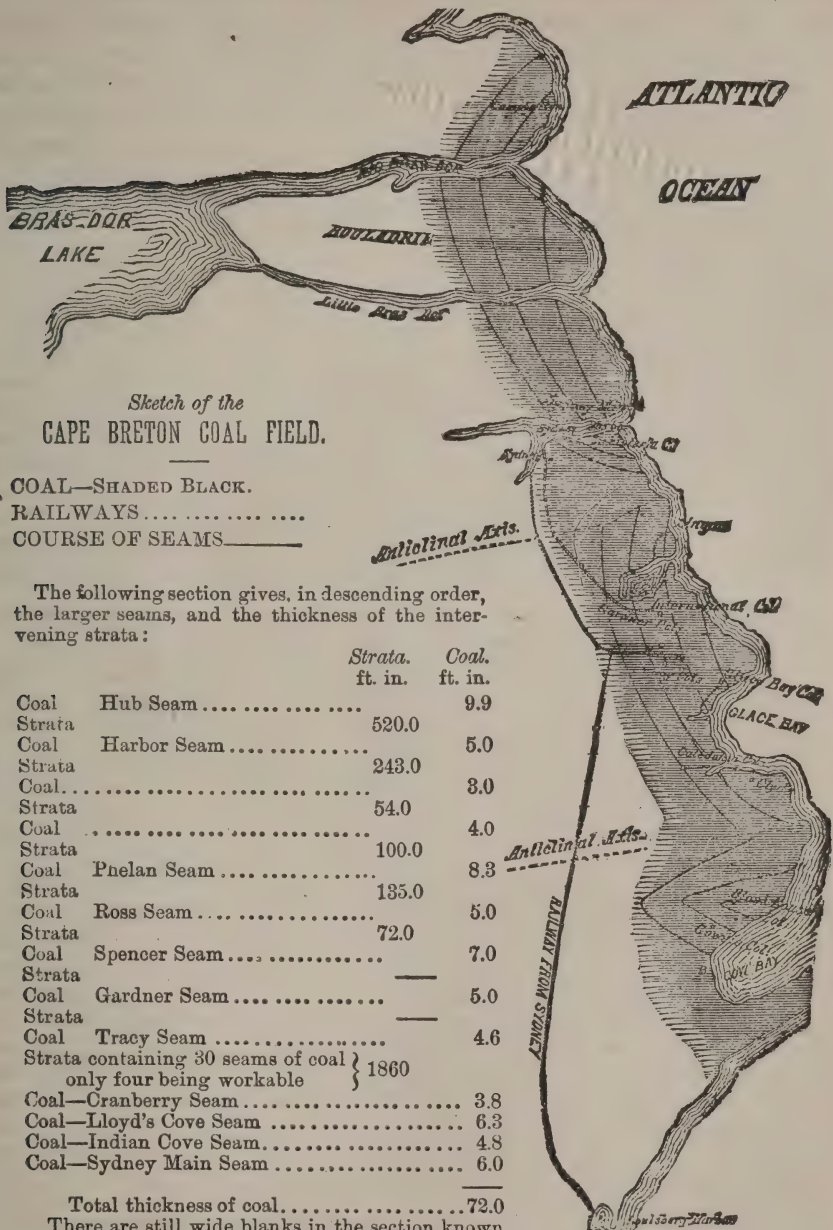 ATLANTIC
OCEAN
BRAS-DOR
LAKE
BOULADRIE
Little Bras Dor
Sketch of the
CAPE BRETON COAL FIELD.
COAL—SHADED BLACK.
RAILWAYS....................
COURSE OF SEAMS______
Anticlinal Axis.
International Col
GLACE BAY
The following section gives, in descending order,
the larger seams, and the thickness of the inter-
vening strata:
Strata. Coal.
ft. in. ft. in.
Coal Hub Seam.................... 9.9
Strata 520.0
Coal Harbor Seam.............. 5.0
Strata 243.0
Coal................................ 3.0
Strata 54.0
Coal ............................. 4.0
Strata 100.0
Coal Phelan Seam............... 8.3
Strata 135.0
Coal Ross Seam.................. 5.0
Strata 72.0
Coal Spencer Seam.............. 7.0
Strata ——
Coal Gardner Seam.............. 5.0
Strata ——
Coal Tracy Seam................. 4.6
Strata containing 30 seams of coal } 1860
only four being workable
Coal—Cranberry Seam...................... 3.8
Coal—Lloyd's Cove Seam.................. 6.3
Coal—Indian Cove Seam................... 4.8
Coal—Sydney Main Seam.................. 6.0
Total thickness of coal..................72.0
There are still wide blanks in the section known
Anticlinal Axis.
RAILWAY FROM SYDNEY
COW BAY